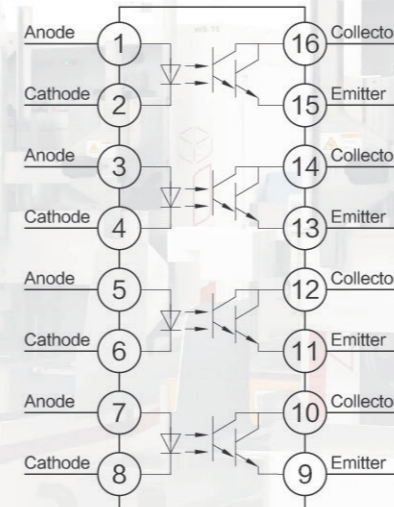 Anode 1 16 Collecto
Cathode 2 15 Emitter
Anode 3 14 Collecto
Cathode 4 13 Emitter
Anode 5 12 Collecto
Cathode 6 11 Emitter
Anode 7 10 Collecto
Cathode 8 9 Emitter